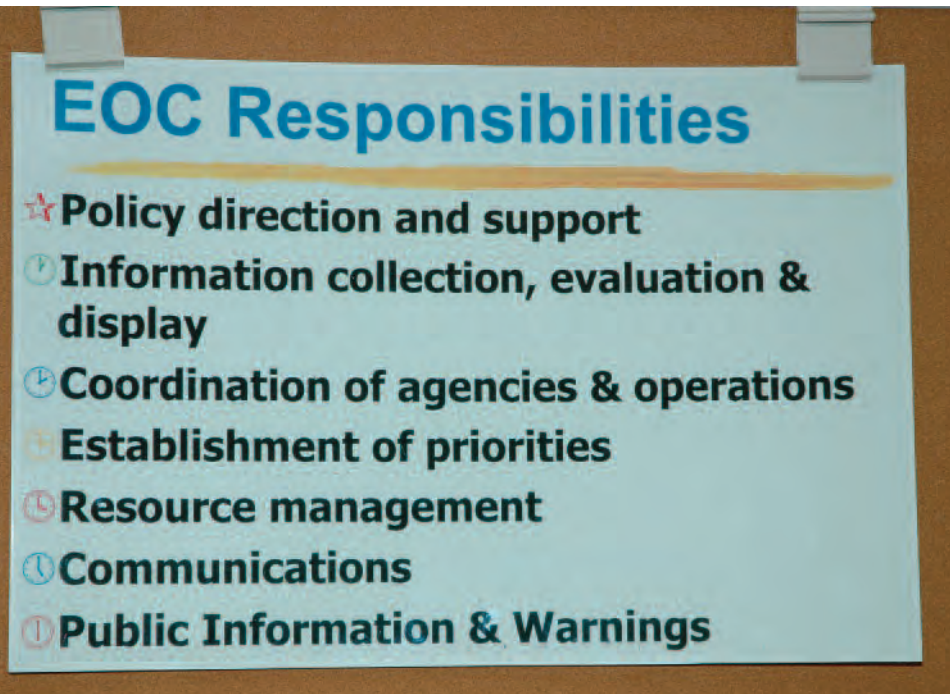 EOC Responsibilities
Policy direction and support
Information collection, evaluation &
display
Coordination of agencies & operations
Establishment of priorities
Resource management
Communications
Public Information & Warnings